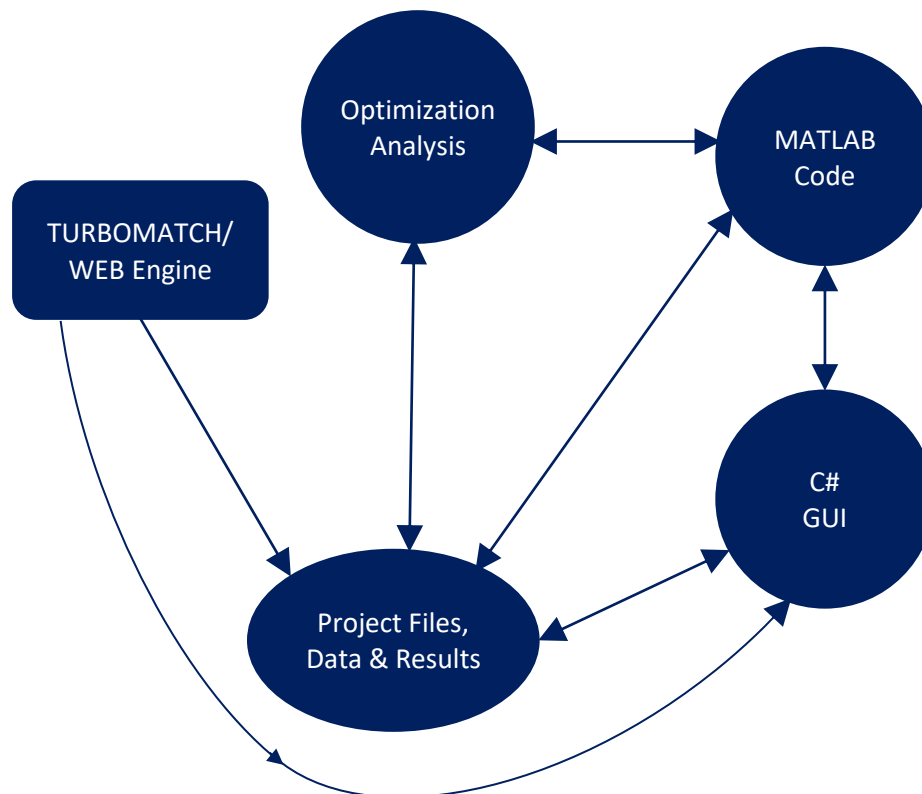 Optimization
Analysis
MATLAB
Code
TURBOMATCH/
WEB Engine
C#
GUI
Project Files,
Data & Results